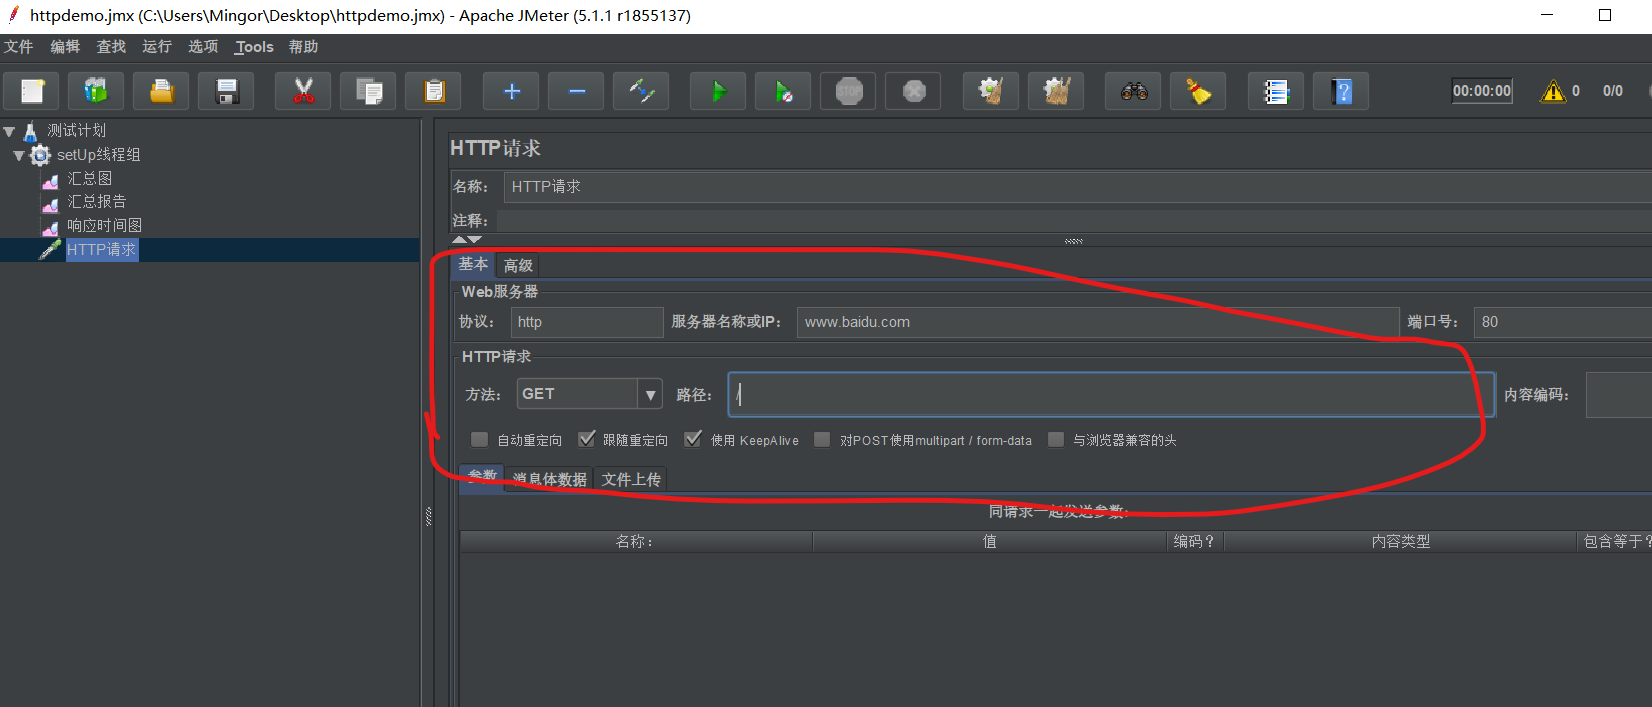 httpdemo.jmx (C:\Users\Mingor\Desktop\httpdemo.jmx) - Apache JMeter (5.1.1 r1855137)
文件 编辑 查找 运行 选项 Tools 帮助
STOP 00:00:00 0 0/0
测试计划
setUp线程组
汇总图
汇总报告
响应时间图
HTTP请求
HTTP请求
名称： HTTP请求
注释：
基本 高级
Web服务器
协议： http 服务器名称或IP： www.baidu.com 端口号： 80
HTTP请求
方法： GET 路径： / 内容编码：
自动重定向 跟随重定向 使用 KeepAlive 对POST使用multipart / form-data 与浏览器兼容的头
参数 消息体数据 文件上传
同请求一起发送参数：
名称： 值 编码？ 内容类型 包含等于？